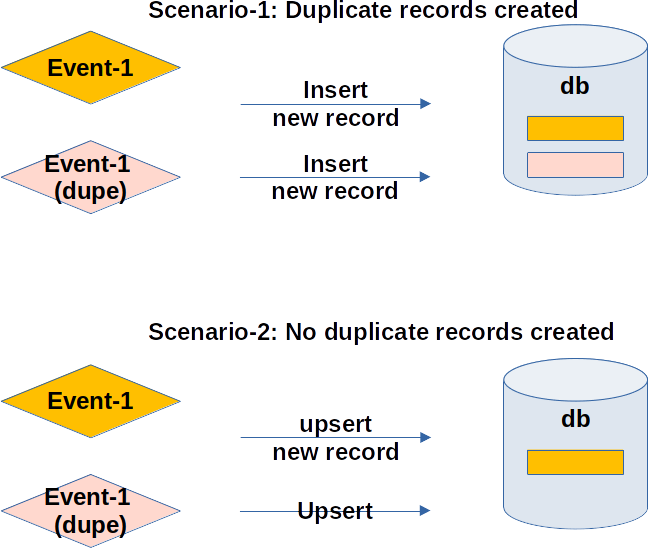 Scenario-1: Duplicate records created
Event-1
Insert
new record
db
Event-1
(dupe)
Insert
new record
Scenario-2: No duplicate records created
Event-1
upsert
new record
db
Event-1
(dupe)
Upsert